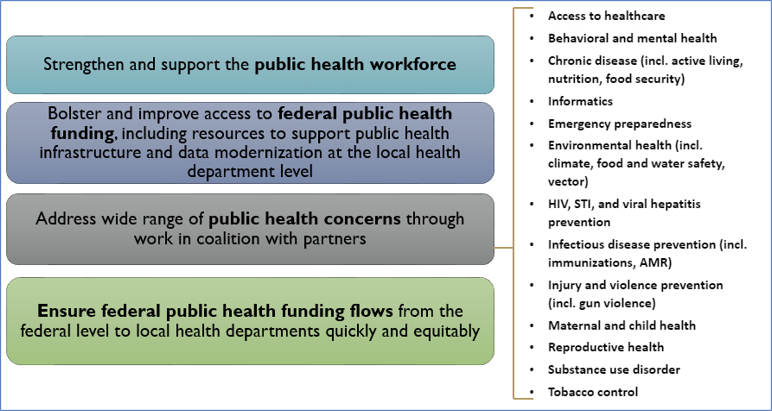 Strengthen and support the public health workforce
Bolster and improve access to federal public health
funding, including resources to support public health
infrastructure and data modernization at the local health
department level
Address wide range of public health concerns through
work in coalition with partners
Ensure federal public health funding flows from the
federal level to local health departments quickly and equitably
• Access to healthcare
• Behavioral and mental health
• Chronic disease (incl. active living,
nutrition, food security)
• Informatics
• Emergency preparedness
• Environmental health (incl.
climate, food and water safety,
vector)
• HIV, STI, and viral hepatitis
prevention
• Infectious disease prevention (incl.
immunizations, AMR)
• Injury and violence prevention
(incl. gun violence)
• Maternal and child health
• Reproductive health
• Substance use disorder
• Tobacco control